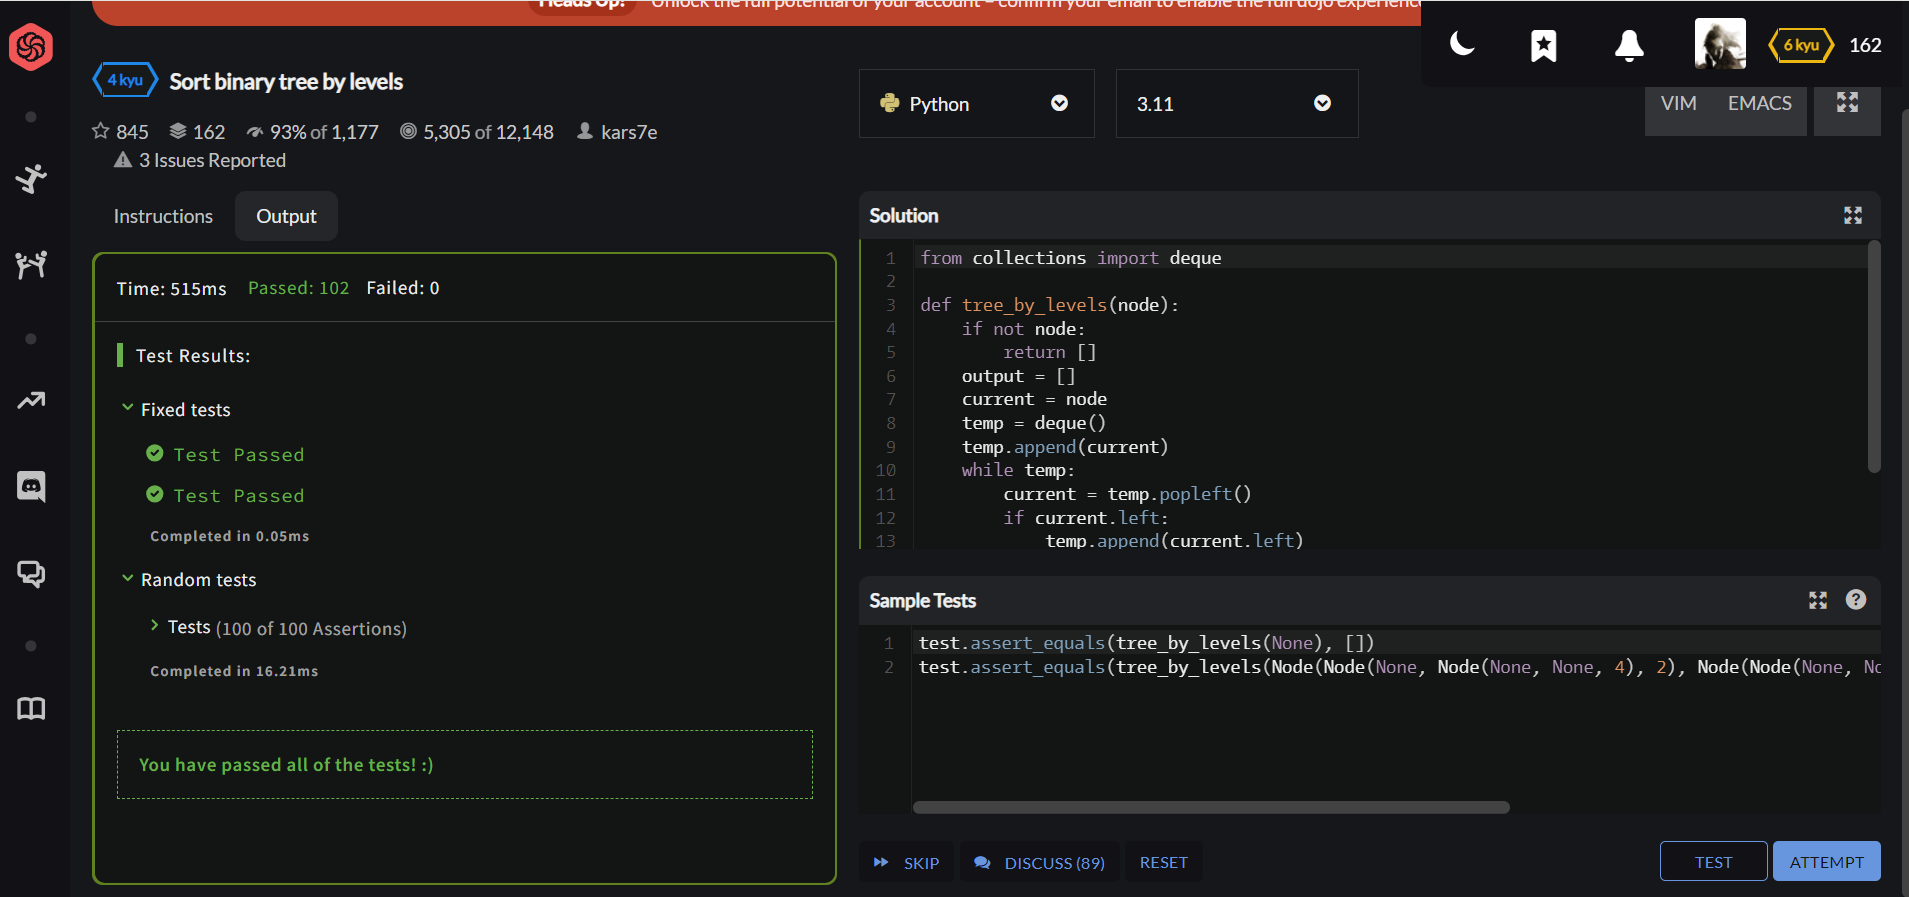 Heads Up! Unlock the full potential of your account – confirm your email to enable the full dojo experience
6 kyu 162
4 kyu Sort binary tree by levels
845 162 93% of 1,177 5,305 of 12,148 kars7e
3 Issues Reported
Python 3.11
VIM EMACS
Instructions Output
Time: 515ms Passed: 102 Failed: 0
Test Results:
Fixed tests
Test Passed
Test Passed
Completed in 0.05ms
Random tests
Tests (100 of 100 Assertions)
Completed in 16.21ms
You have passed all of the tests! :)
Solution
1 from collections import deque
2
3 def tree_by_levels(node):
4 if not node:
5 return []
6 output = []
7 current = node
8 temp = deque()
9 temp.append(current)
10 while temp:
11 current = temp.popleft()
12 if current.left:
13 temp.append(current.left)
Sample Tests
1 test.assert_equals(tree_by_levels(None), [])
2 test.assert_equals(tree_by_levels(Node(Node(None, Node(None, None, 4), 2), Node(Node(None, No
SKIP DISCUSS (89) RESET
TEST ATTEMPT